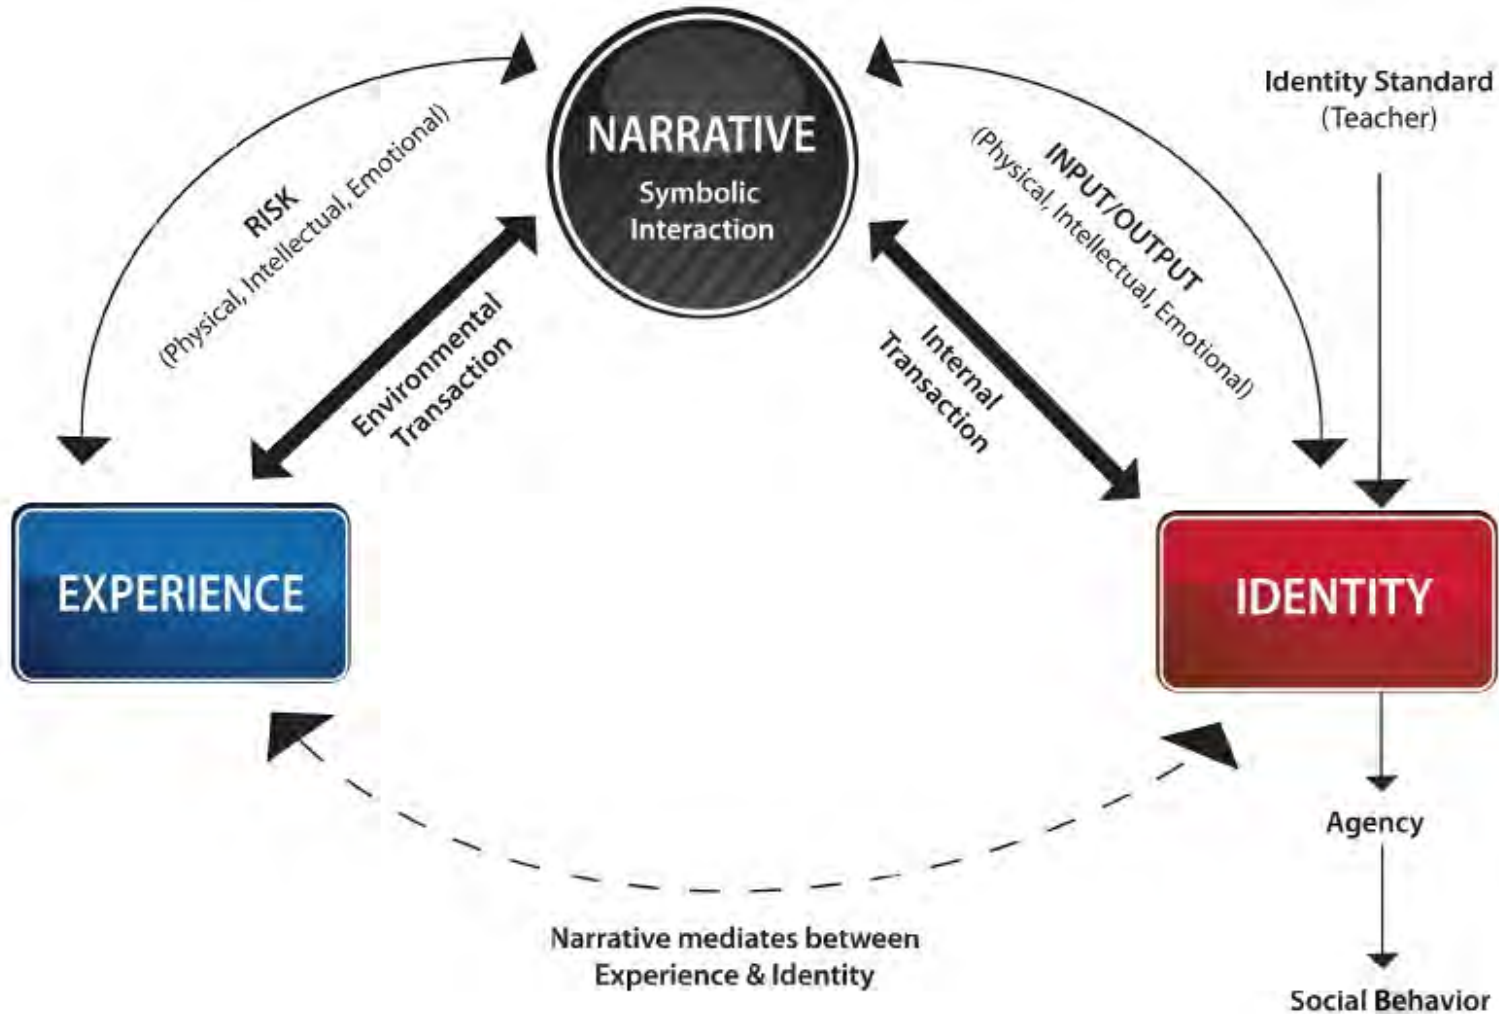 NARRATIVE
Symbolic
Interaction
Identity Standard
(Teacher)
RISK
(Physical, Intellectual, Emotional)
Environmental
Transaction
INPUT/OUTPUT
(Physical, Intellectual, Emotional)
Internal
Transaction
EXPERIENCE
IDENTITY
Agency
Narrative mediates between
Experience & Identity
Social Behavior